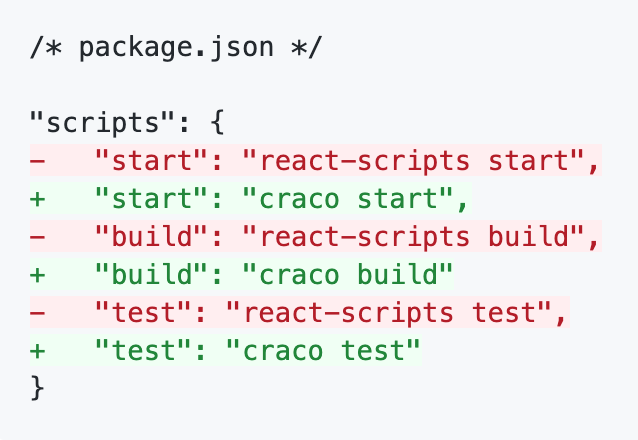 /* package.json */
"scripts": {
-   "start": "react-scripts start",
+   "start": "craco start",
-   "build": "react-scripts build",
+   "build": "craco build"
-   "test": "react-scripts test",
+   "test": "craco test"
}